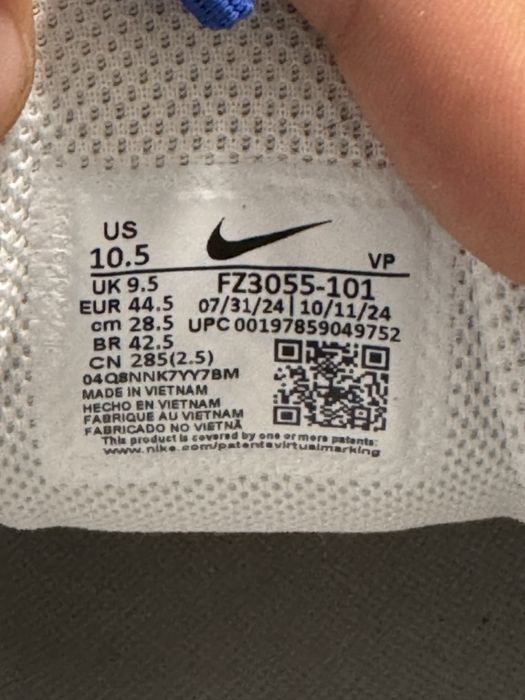 US
10.5
VP
UK 9.5
FZ3055-101
EUR 44.5
07/31/24 | 10/11/24
cm 28.5
UPC 00197859049752
BR 42.5
CN 285(2.5)
04Q8NNK7YY7BM
MADE IN VIETNAM
HECHO EN VIETNAM
FABRIQUE AU VIETNAM
FABRICADO NO VIETNÃ
This product is covered by one or more patents:
www.nike.com/patentavirtualmarking